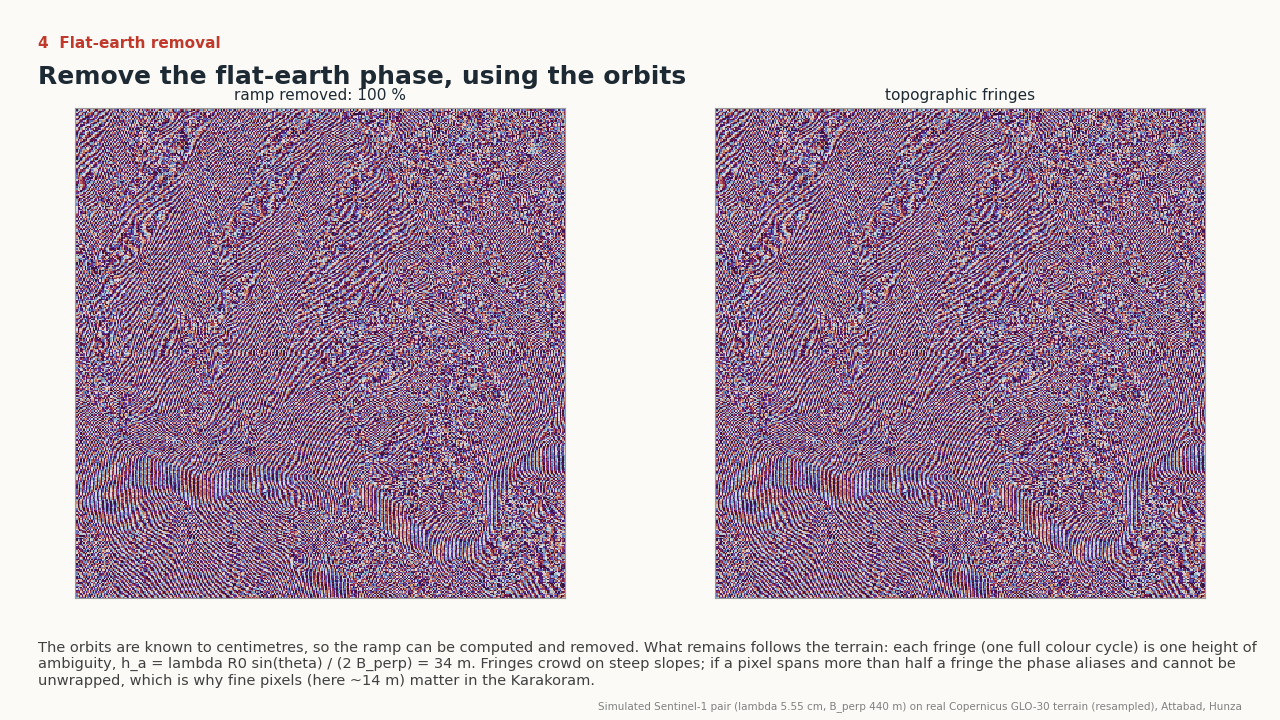 4 Flat-earth removal
Remove the flat-earth phase, using the orbits
ramp removed: 100 %
topographic fringes
The orbits are known to centimetres, so the ramp can be computed and removed. What remains follows the terrain: each fringe (one full colour cycle) is one height of
ambiguity, h_a = lambda R0 sin(theta) / (2 B_perp) = 34 m. Fringes crowd on steep slopes; if a pixel spans more than half a fringe the phase aliases and cannot be
unwrapped, which is why fine pixels (here ~14 m) matter in the Karakoram.
Simulated Sentinel-1 pair (lambda 5.55 cm, B_perp 440 m) on real Copernicus GLO-30 terrain (resampled), Attabad, Hunza